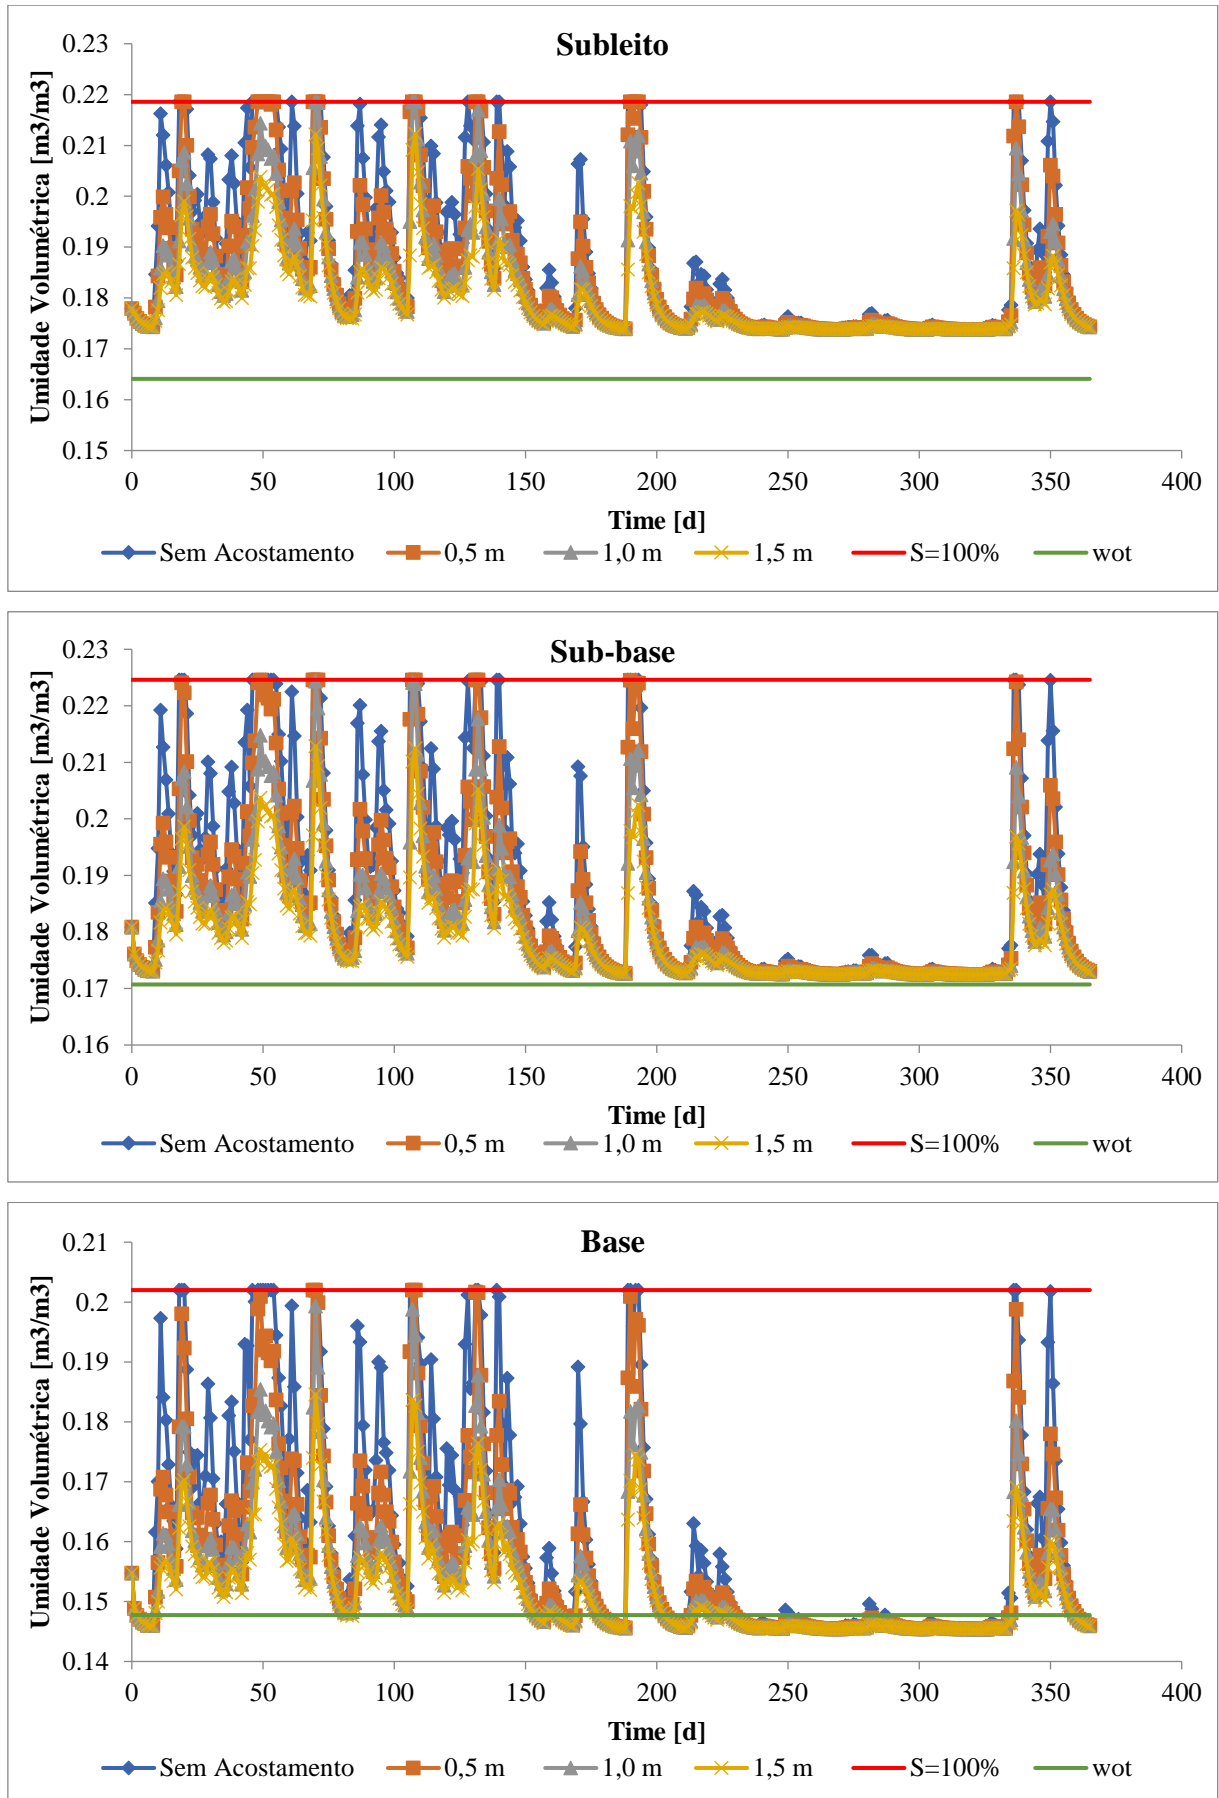 Subleito
Umidade Volumétrica [m3/m3]
0.23
0.22
0.21
0.2
0.19
0.18
0.17
0.16
0.15
0 50 100 150 200 250 300 350 400
Time [d]
Sem Acostamento 0,5 m 1,0 m 1,5 m S=100% wot
Sub-base
Umidade Volumétrica [m3/m3]
0.23
0.22
0.21
0.2
0.19
0.18
0.17
0.16
0 50 100 150 200 250 300 350 400
Time [d]
Sem Acostamento 0,5 m 1,0 m 1,5 m S=100% wot
Base
Umidade Volumétrica [m3/m3]
0.21
0.2
0.19
0.18
0.17
0.16
0.15
0.14
0 50 100 150 200 250 300 350 400
Time [d]
Sem Acostamento 0,5 m 1,0 m 1,5 m S=100% wot